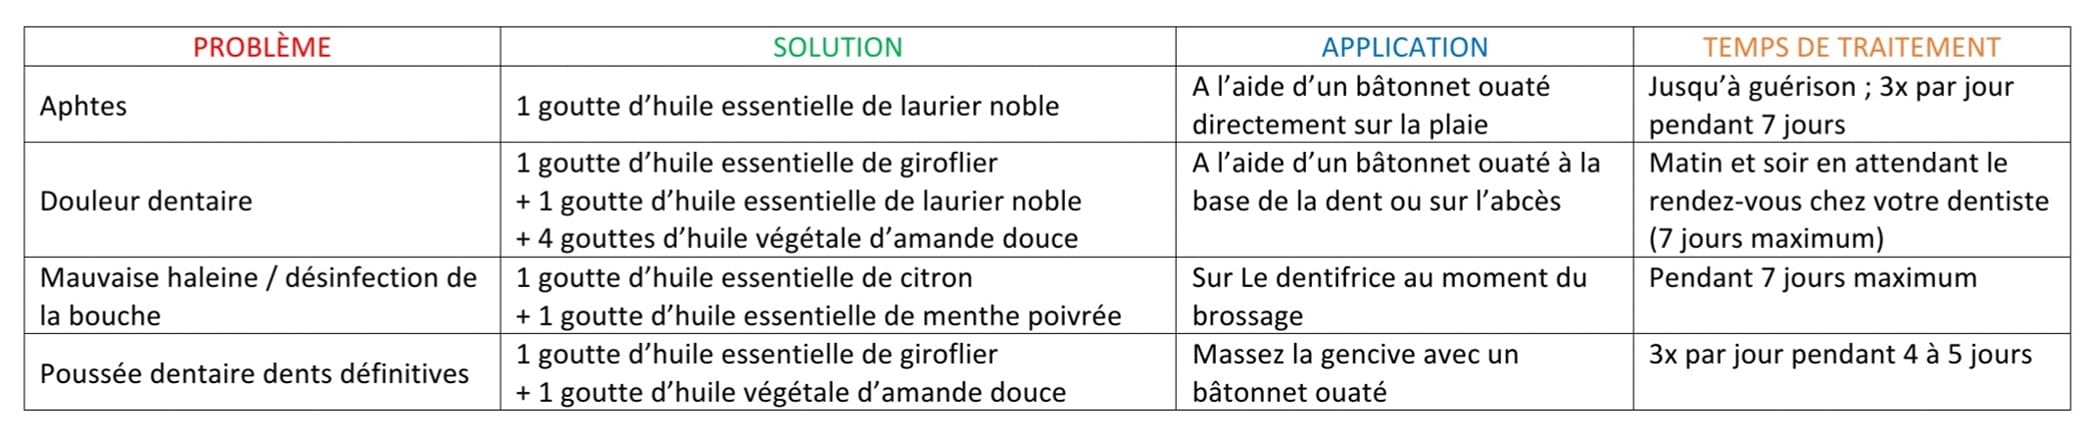 PROBLÈME
SOLUTION
APPLICATION
TEMPS DE TRAITEMENT
Aphtes
1 goutte d’huile essentielle de laurier noble
A l’aide d’un bâtonnet ouaté
directement sur la plaie
Jusqu’à guérison ; 3x par jour
pendant 7 jours
Douleur dentaire
1 goutte d’huile essentielle de giroflier
+ 1 goutte d’huile essentielle de laurier noble
+ 4 gouttes d’huile végétale d’amande douce
A l’aide d’un bâtonnet ouaté à la
base de la dent ou sur l’abcès
Matin et soir en attendant le
rendez-vous chez votre dentiste
(7 jours maximum)
Mauvaise haleine / désinfection de
la bouche
1 goutte d’huile essentielle de citron
+ 1 goutte d’huile essentielle de menthe poivrée
Sur Le dentifrice au moment du
brossage
Pendant 7 jours maximum
Poussée dentaire dents définitives
1 goutte d’huile essentielle de giroflier
+ 1 goutte d’huile végétale d’amande douce
Massez la gencive avec un
bâtonnet ouaté
3x par jour pendant 4 à 5 jours